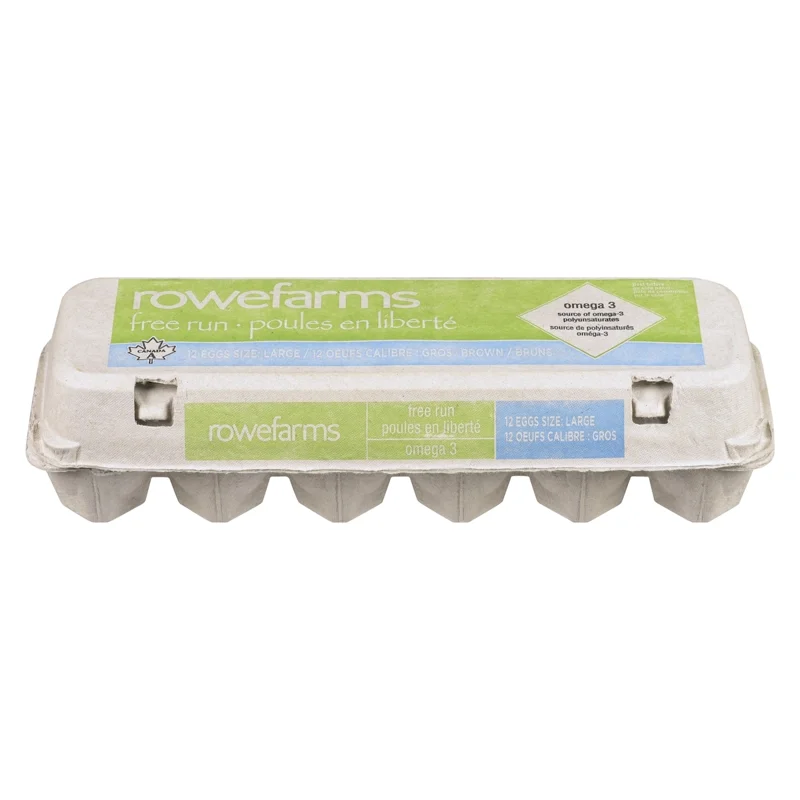 rowefarms
free run · poules en liberté
CANADA
A
12 EGGS SIZE: LARGE / 12 OEUFS CALIBRE : GROS, BROWN / BRUNS
omega 3
source of omega-3
polyunsaturates
source de polyinsaturés
oméga-3
rowefarms
free run
poules en liberté
omega 3
12 EGGS SIZE: LARGE
12 OEUFS CALIBRE : GROS